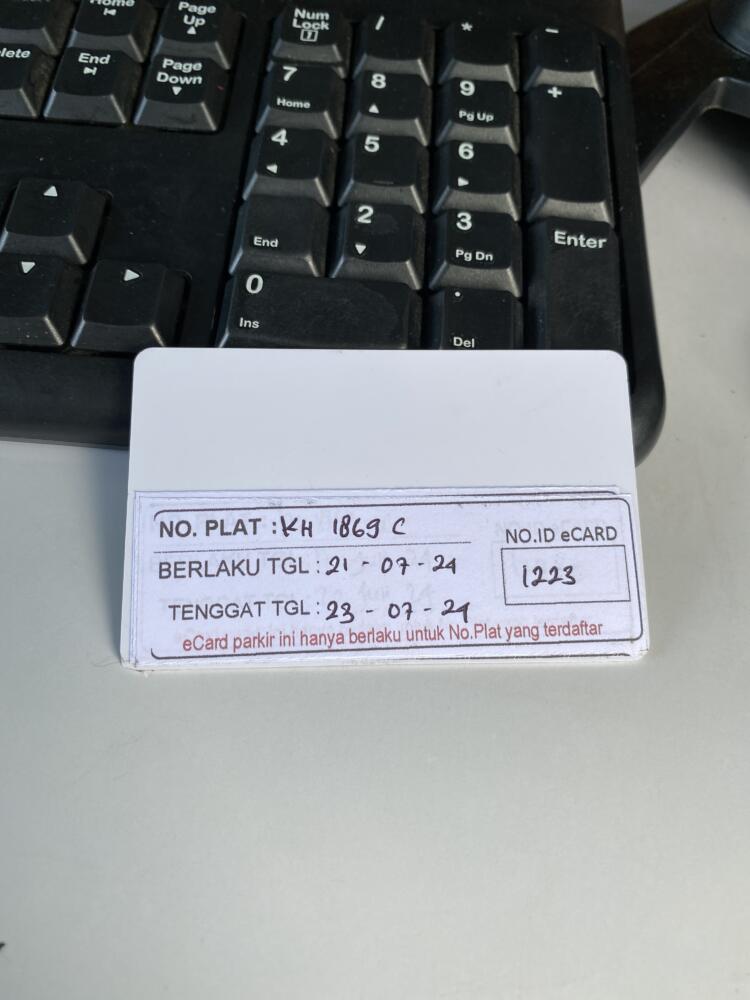 Home Page Up Num Lock / * -
lete End Page Down 7 Home 8 9 Pg Up +
4 5 6
End 2 3 Pg Dn Enter
0 Ins . Del
NO. PLAT : KH 1869 C
NO.ID eCARD
BERLAKU TGL : 21 - 07 - 24
1223
TENGGAT TGL : 23 - 07 - 24
eCard parkir ini hanya berlaku untuk No.Plat yang terdaftar